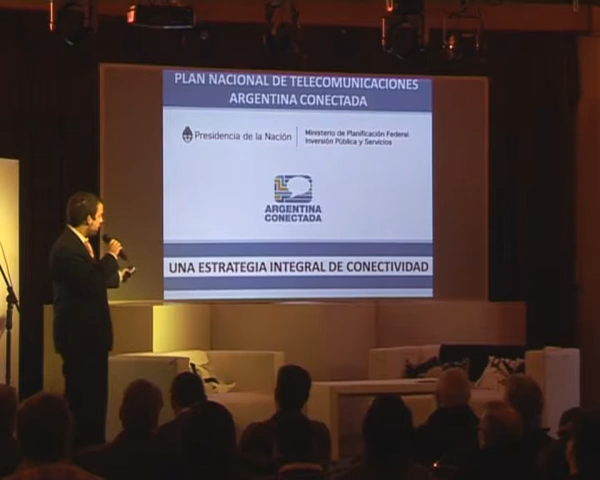 PLAN NACIONAL DE TELECOMUNICACIONES
ARGENTINA CONECTADA
Presidencia de la Nación
Ministerio de Planificación Federal
Inversión Pública y Servicios
ARGENTINA
CONECTADA
UNA ESTRATEGIA INTEGRAL DE CONECTIVIDAD